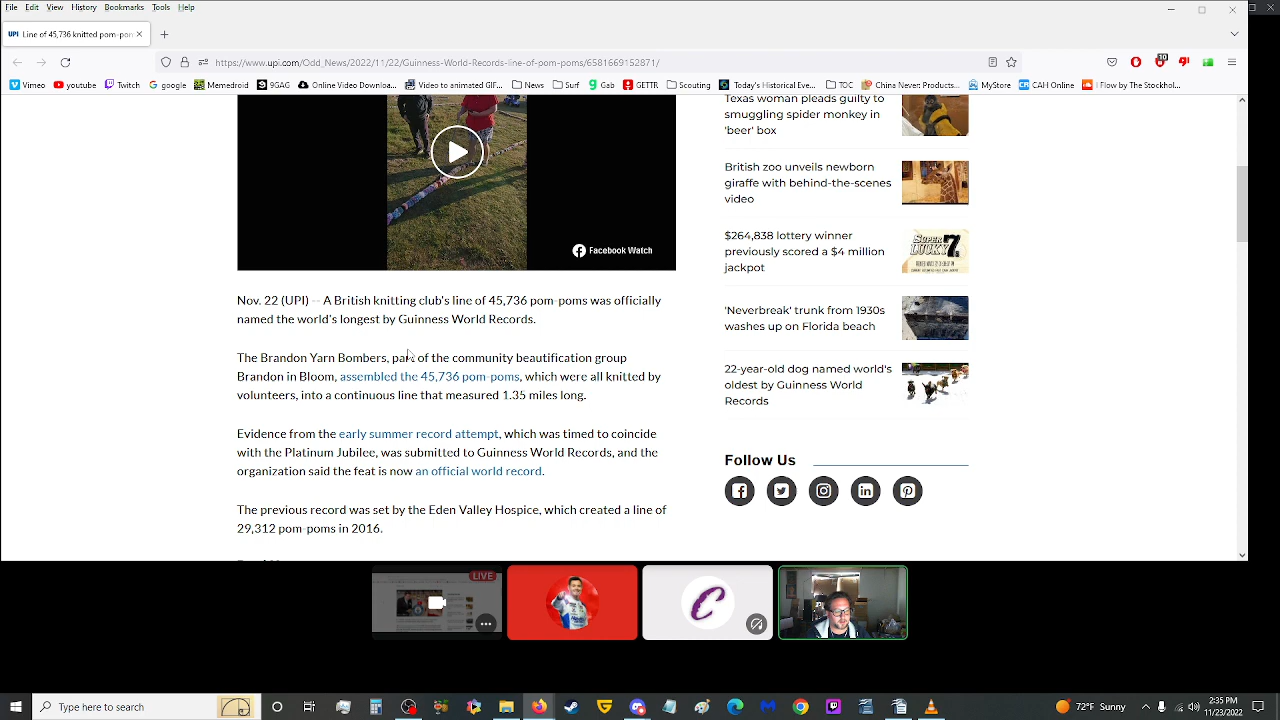 File Edit View History Bookmarks Tools Help
UPI Line of 45,736 knitted pom-pom
https://www.upi.com/Odd_News/2022/11/22/Guinness-World-Records-line-of-pom-poms/6581669152871/
Vimeo youtube Twitch google Memedroid 9GAG Online Video Downloa... Video to animated GIF... News Surf Gab GETTR Scouting Today's Historical Eve... TOC China Never: Product... MyStore CAH Online I Flow by The Stockhol...
Facebook Watch
Nov. 22 (UPI) -- A British knitting club's line of 45,736 pom-poms was officially
named the world's longest by Guinness World Records.
The Brandon Yarn Bombers, part of the community beautification group
Brandon in Bloom, assembled the 45,736 pom-poms, which were all knitted by
volunteers, into a continuous line that measured 1.35 miles long.
Evidence from the early summer record attempt, which was timed to coincide
with the Platinum Jubilee, was submitted to Guinness World Records, and the
organization said the feat is now an official world record.
The previous record was set by the Eden Valley Hospice, which created a line of
29,312 pom-poms in 2016.
Texas woman pleads guilty to
smuggling spider monkey in
'beer' box
British zoo unveils newborn
giraffe with behind-the-scenes
video
$264,838 lottery winner
previously scored a $4 million
jackpot
SUPER
LUCKY 7s
'Neverbreak' trunk from 1930s
washes up on Florida beach
22-year-old dog named world's
oldest by Guinness World
Records
Follow Us
LIVE
C
Type here to search
72°F Sunny
2:35 PM
11/23/2022